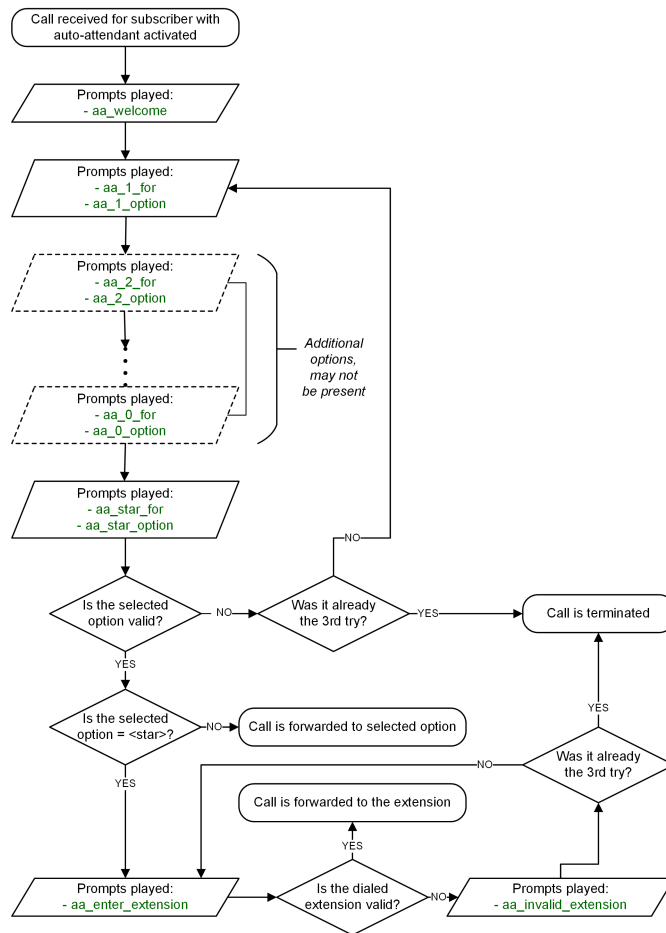 Call received for subscriber with
auto-attendant activated
Prompts played:
- aa_welcome
Prompts played:
- aa_1_for
- aa_1_option
Prompts played:
- aa_2_for
- aa_2_option
Additional
options,
may not
be present
Prompts played:
- aa_0_for
- aa_0_option
Prompts played:
- aa_star_for
- aa_star_option
NO
Is the selected
option valid?
NO
Was it already
the 3rd try?
YES
Call is terminated
YES
Is the selected
option = <star>?
NO
Call is forwarded to selected option
YES
Was it already
the 3rd try?
NO
YES
Call is forwarded to the extension
YES
Prompts played:
- aa_enter_extension
Is the dialed
extension valid?
NO
Prompts played:
- aa_invalid_extension